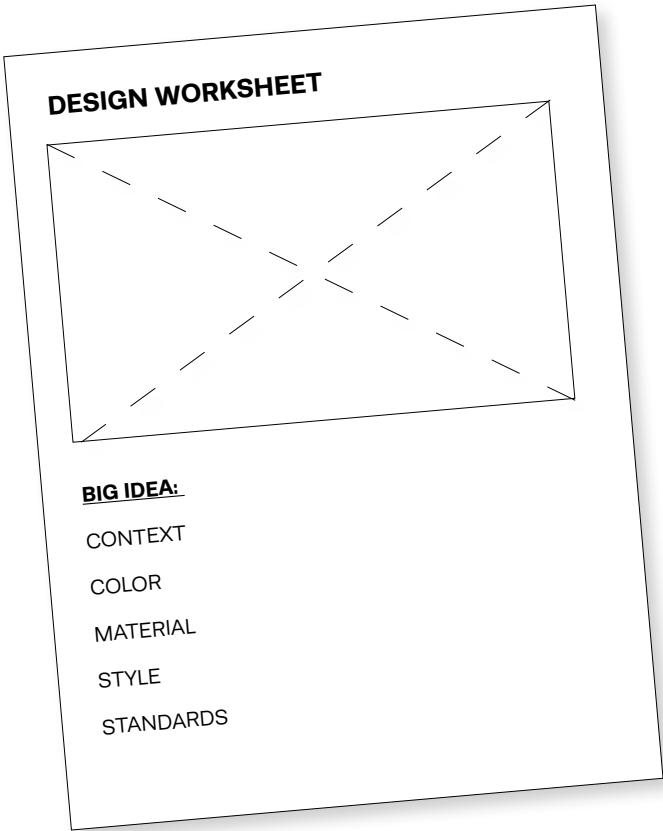 DESIGN WORKSHEET
BIG IDEA:
CONTEXT
COLOR
MATERIAL
STYLE
STANDARDS